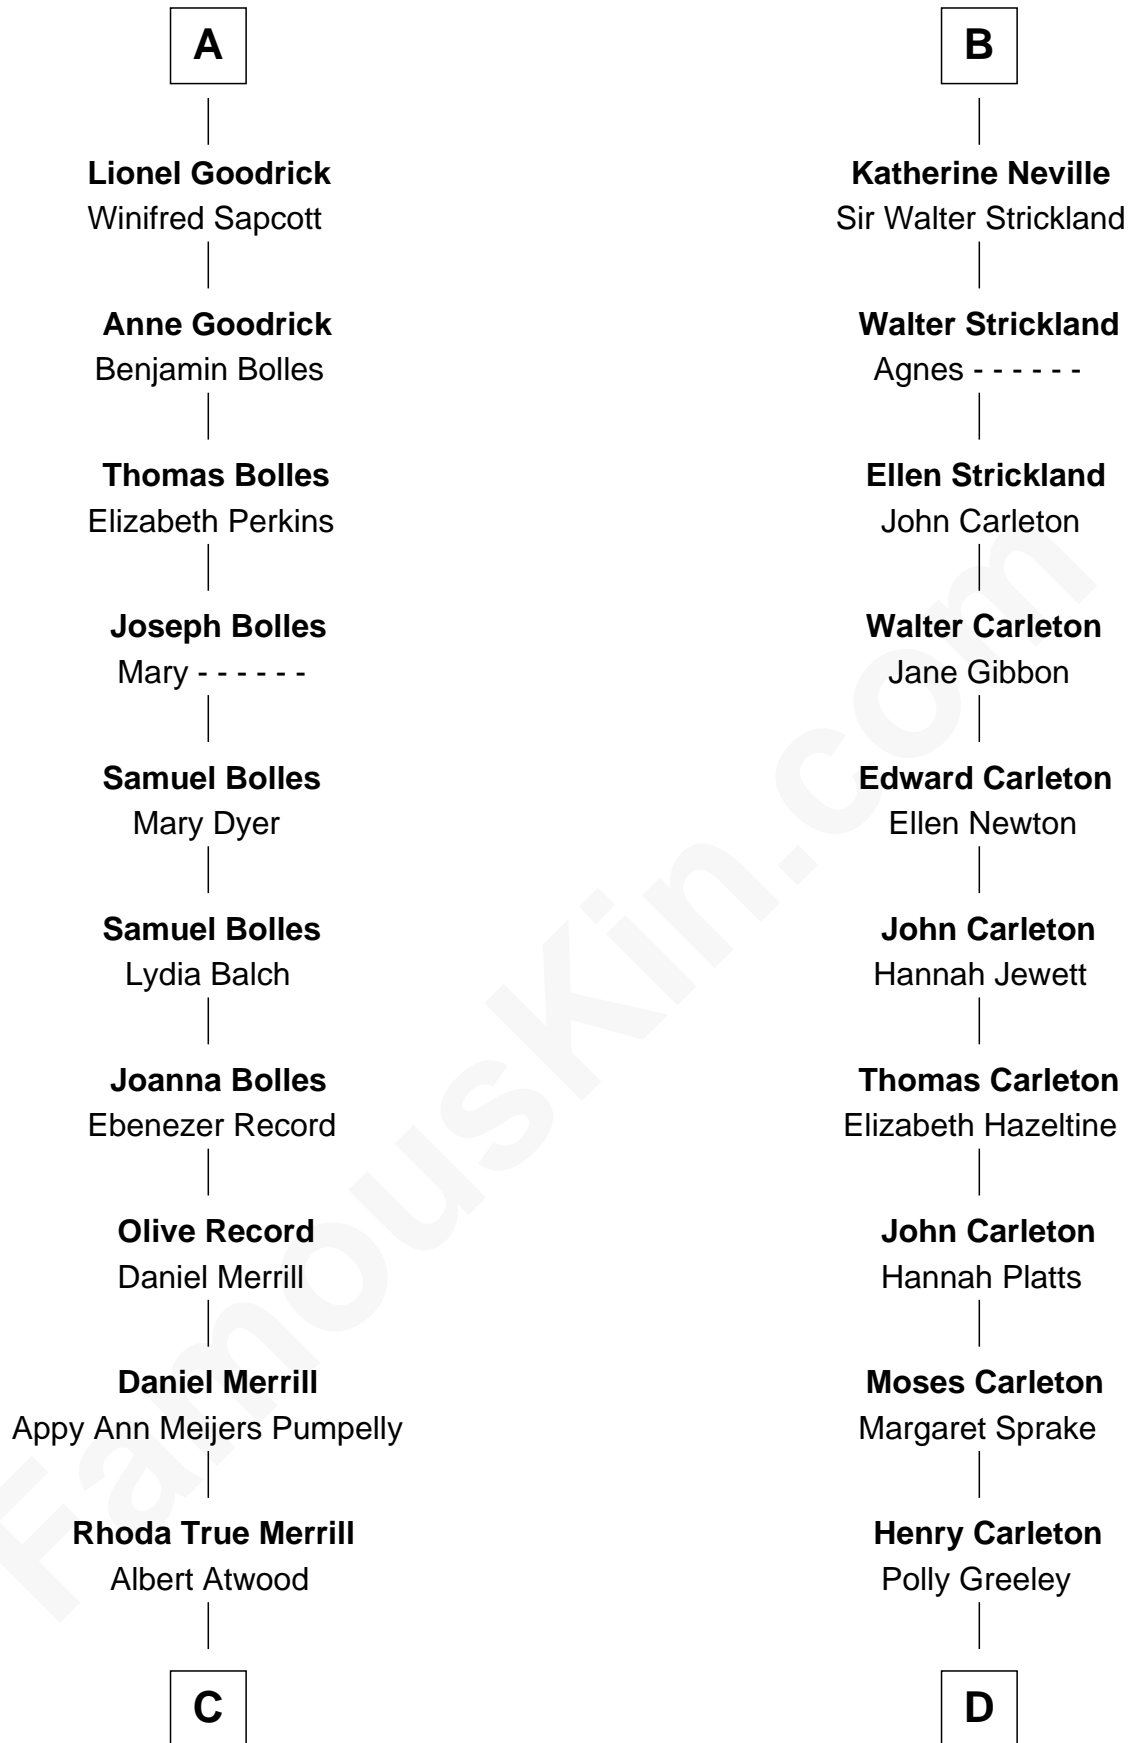 A
Lionel Goodrick
Winifred Sapcott
Anne Goodrick
Benjamin Bolles
Thomas Bolles
Elizabeth Perkins
Joseph Bolles
Mary - - - - - -
Samuel Bolles
Mary Dyer
Samuel Bolles
Lydia Balch
Joanna Bolles
Ebenezer Record
Olive Record
Daniel Merrill
Daniel Merrill
Appy Ann Meijers Pumpelly
Rhoda True Merrill
Albert Atwood
C
B
Katherine Neville
Sir Walter Strickland
Walter Strickland
Agnes - - - - - -
Ellen Strickland
John Carleton
Walter Carleton
Jane Gibbon
Edward Carleton
Ellen Newton
John Carleton
Hannah Jewett
Thomas Carleton
Elizabeth Hazeltine
John Carleton
Hannah Platts
Moses Carleton
Margaret Sprake
Henry Carleton
Polly Greeley
D
FamousKin.com